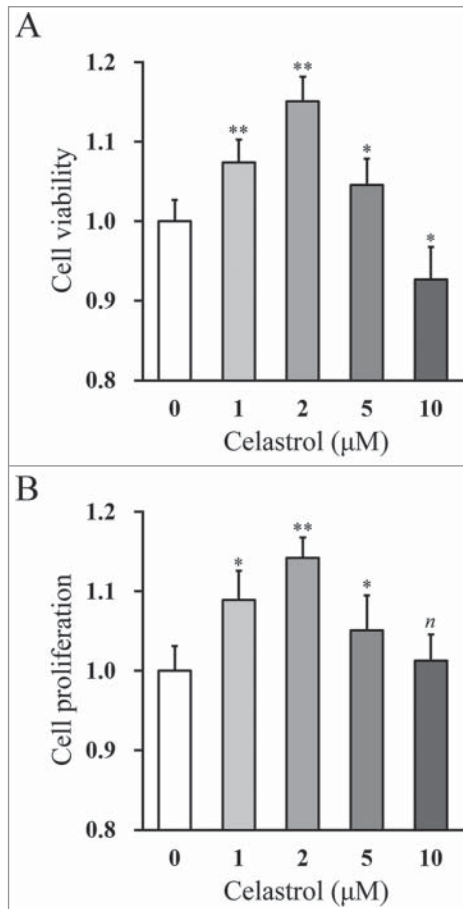 A
Cell viability
1.2
1.1
1.0
0.9
0.8
**
**
*
*
0 1 2 5 10
Celastrol (μM)
B
Cell proliferation
1.2
1.1
1.0
0.9
0.8
*
**
*
n
0 1 2 5 10
Celastrol (μM)